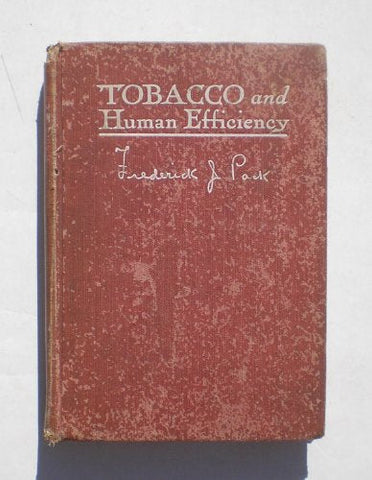 TOBACCO and
Human Efficiency
Frederick J. Pack